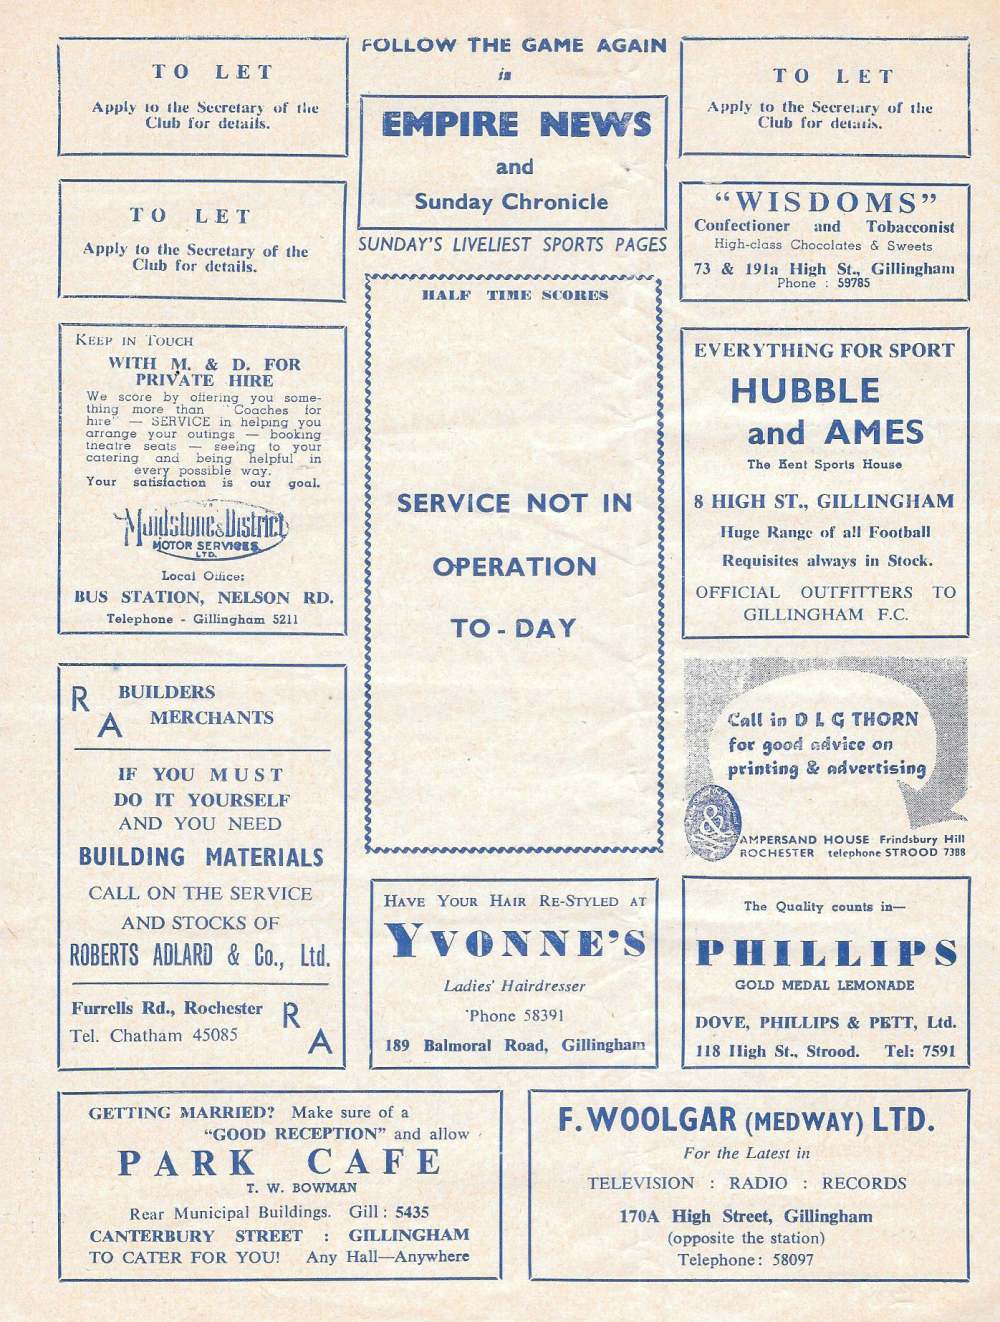 TO LET
Apply to the Secretary of the
Club for details.
TO LET
Apply to the Secretary of the
Club for details.
KEEP IN TOUCH
WITH M. & D. FOR
PRIVATE HIRE
We score by offering you some-
thing more than "Coaches for
hire" — SERVICE in helping you
arrange your outings — booking
theatre seats — seeing to your
catering and being helpful in
every possible way.
Your satisfaction is our goal.
Maidstone & District
MOTOR SERVICES
LTD.
Local Office:
BUS STATION, NELSON RD.
Telephone - Gillingham 5211
R A
BUILDERS
MERCHANTS
IF YOU MUST
DO IT YOURSELF
AND YOU NEED
BUILDING MATERIALS
CALL ON THE SERVICE
AND STOCKS OF
ROBERTS ADLARD & Co., Ltd.
Furrells Rd., Rochester
Tel. Chatham 45085
R A
FOLLOW THE GAME AGAIN
in
EMPIRE NEWS
and
Sunday Chronicle
SUNDAY'S LIVELIEST SPORTS PAGES
HALF TIME SCORES
SERVICE NOT IN
OPERATION
TO-DAY
HAVE YOUR HAIR RE-STYLED AT
YVONNE'S
Ladies' Hairdresser
'Phone 58391
189 Balmoral Road, Gillingham
TO LET
Apply to the Secretary of the
Club for details.
"WISDOMS"
Confectioner and Tobacconist
High-class Chocolates & Sweets
73 & 191a High St., Gillingham
Phone : 59785
EVERYTHING FOR SPORT
HUBBLE
and AMES
The Kent Sports House
8 HIGH ST., GILLINGHAM
Huge Range of all Football
Requisites always in Stock.
OFFICIAL OUTFITTERS TO
GILLINGHAM F.C.
Call in D L G THORN
for good advice on
printing & advertising
&
AMPERSAND HOUSE Frindsbury Hill
ROCHESTER telephone STROOD 7388
The Quality counts in—
PHILLIPS
GOLD MEDAL LEMONADE
DOVE, PHILLIPS & PETT, Ltd.
118 High St., Strood. Tel: 7591
GETTING MARRIED? Make sure of a
"GOOD RECEPTION" and allow
PARK CAFE
T. W. BOWMAN
Rear Municipal Buildings. Gill : 5435
CANTERBURY STREET : GILLINGHAM
TO CATER FOR YOU! Any Hall—Anywhere
F. WOOLGAR (MEDWAY) LTD.
For the Latest in
TELEVISION : RADIO : RECORDS
170A High Street, Gillingham
(opposite the station)
Telephone: 58097